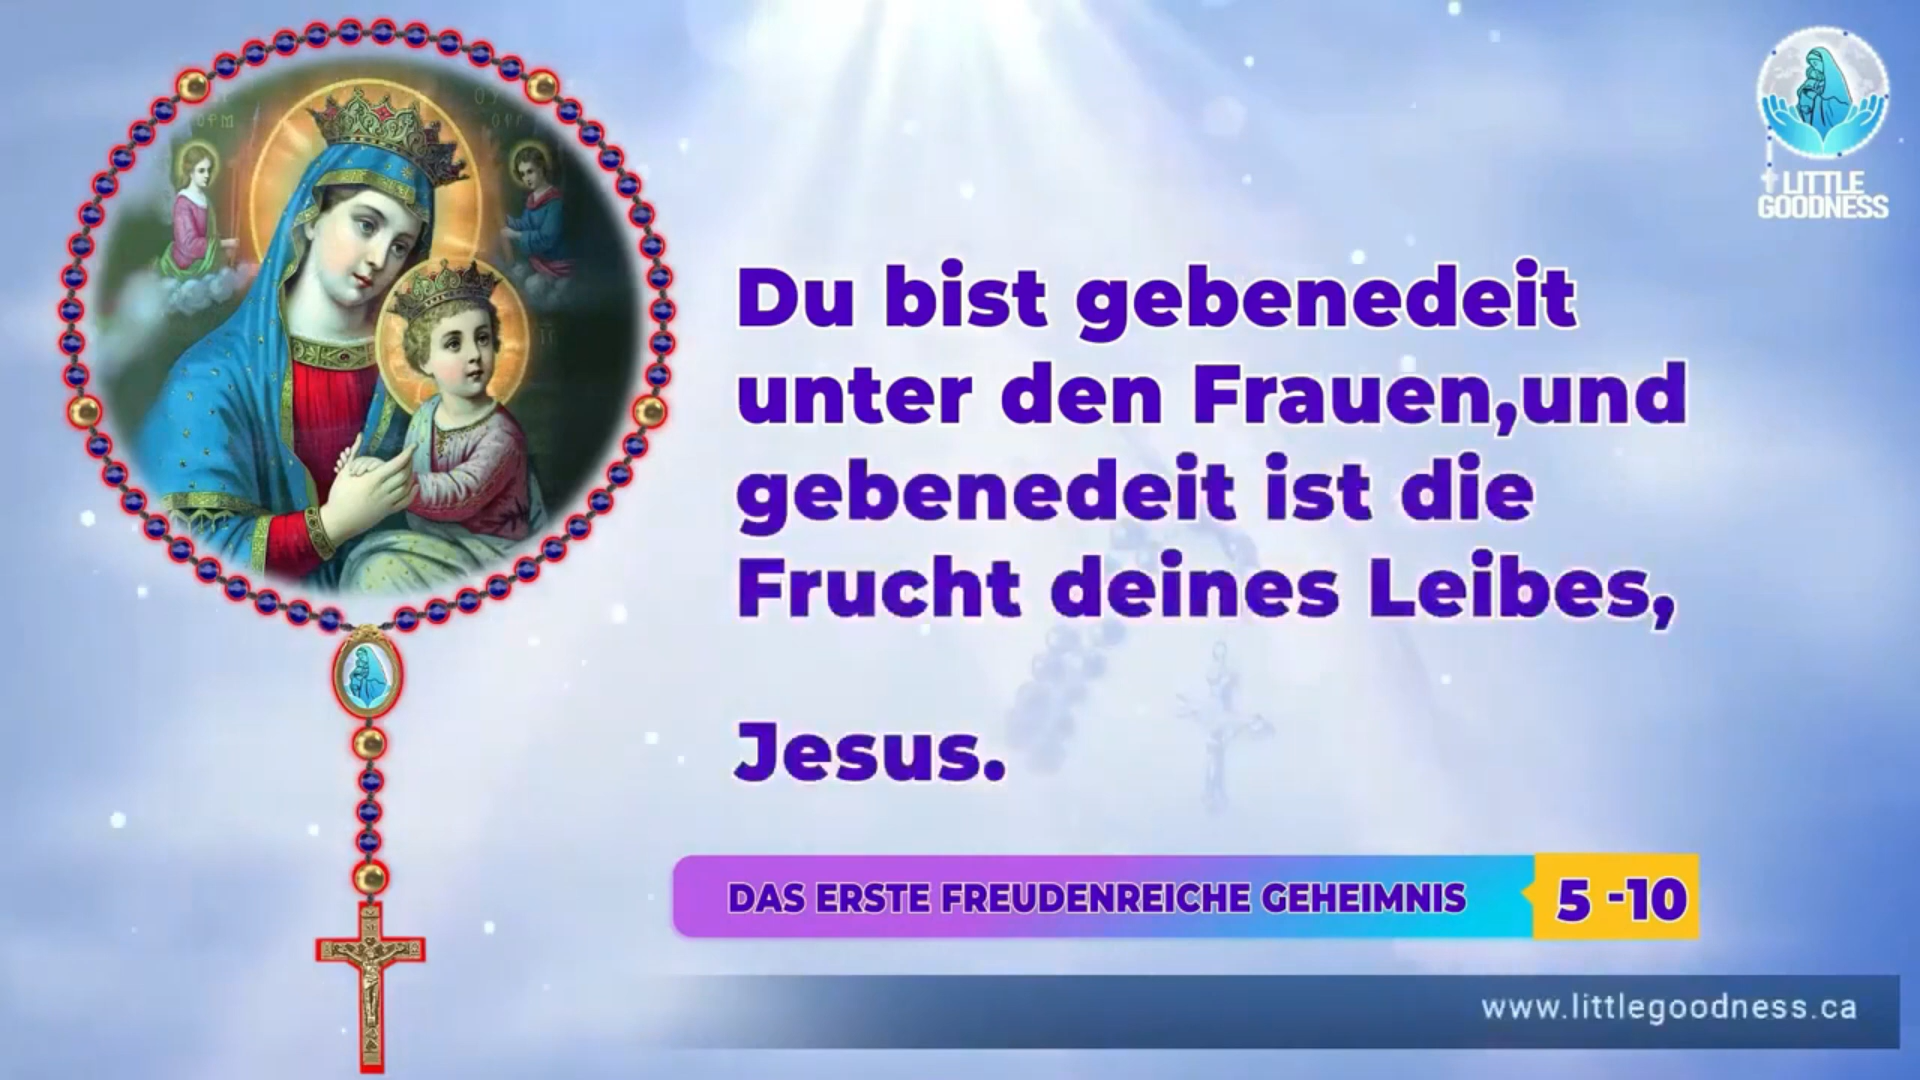 LITTLE
GOODNESS
Du bist gebenedeit
unter den Frauen,und
gebenedeit ist die
Frucht deines Leibes,
Jesus.
DAS ERSTE FREUDENREICHE GEHEIMNIS
5 -10
www.littlegoodness.ca